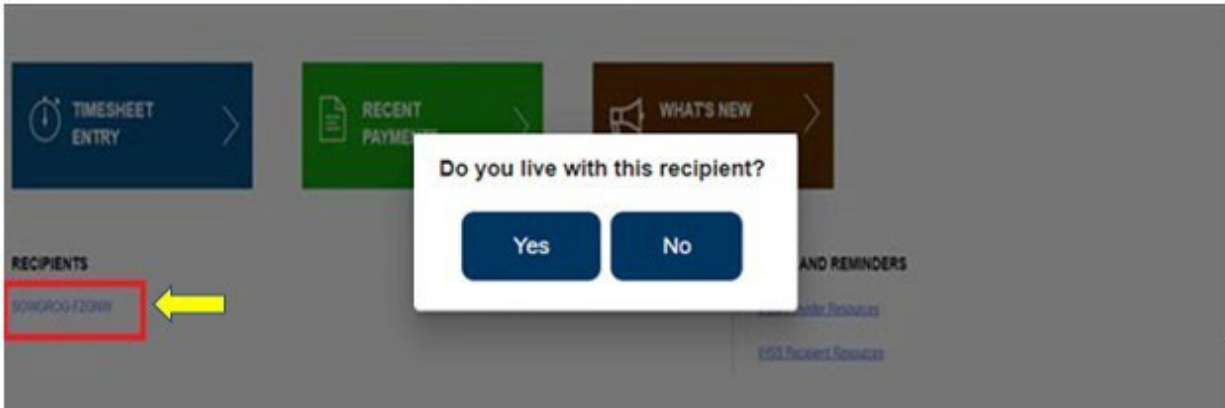 TIMESHEET
ENTRY
RECENT
WHAT'S NEW
Do you live with this recipient?
Yes
No
RECIPIENTS
AND REMINDERS
Resources
IHSS Recipient Resources